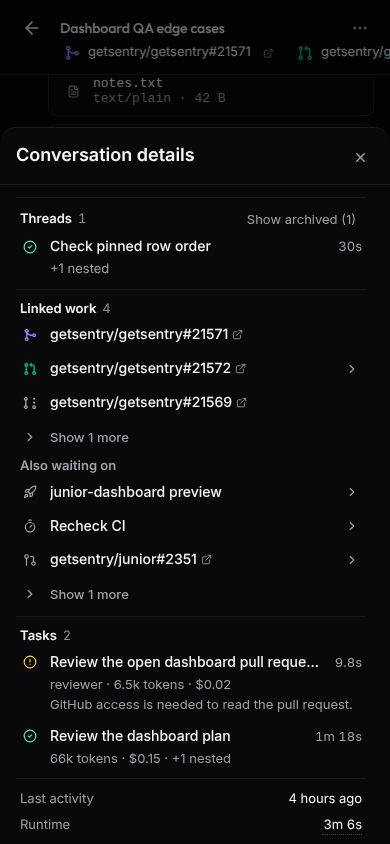 Dashboard QA edge cases
getsentry/getsentry#21571 getsentry/g
notes.txt
text/plain · 42 B
Conversation details
Threads 1 Show archived (1)
Check pinned row order 30s
+1 nested
Linked work 4
getsentry/getsentry#21571
getsentry/getsentry#21572
getsentry/getsentry#21569
Show 1 more
Also waiting on
junior-dashboard preview
Recheck CI
getsentry/junior#2351
Show 1 more
Tasks 2
Review the open dashboard pull reque... 9.8s
reviewer · 6.5k tokens · $0.02
GitHub access is needed to read the pull request.
Review the dashboard plan 1m 18s
66k tokens · $0.15 · +1 nested
Last activity 4 hours ago
Runtime 3m 6s